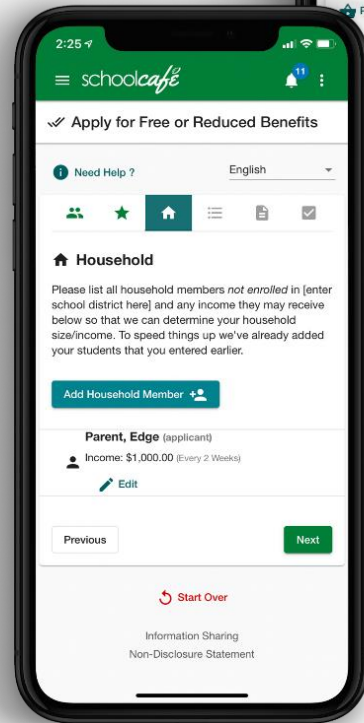 2:25
schoolcafé
11
Apply for Free or Reduced Benefits
Need Help ?
English
Household
Please list all household members not enrolled in [enter
school district here] and any income they may receive
below so that we can determine your household
size/income. To speed things up we've already added
your students that you entered earlier.
Add Household Member
Parent, Edge (applicant)
Income: $1,000.00 (Every 2 Weeks)
Edit
Previous
Next
Start Over
Information Sharing
Non-Disclosure Statement